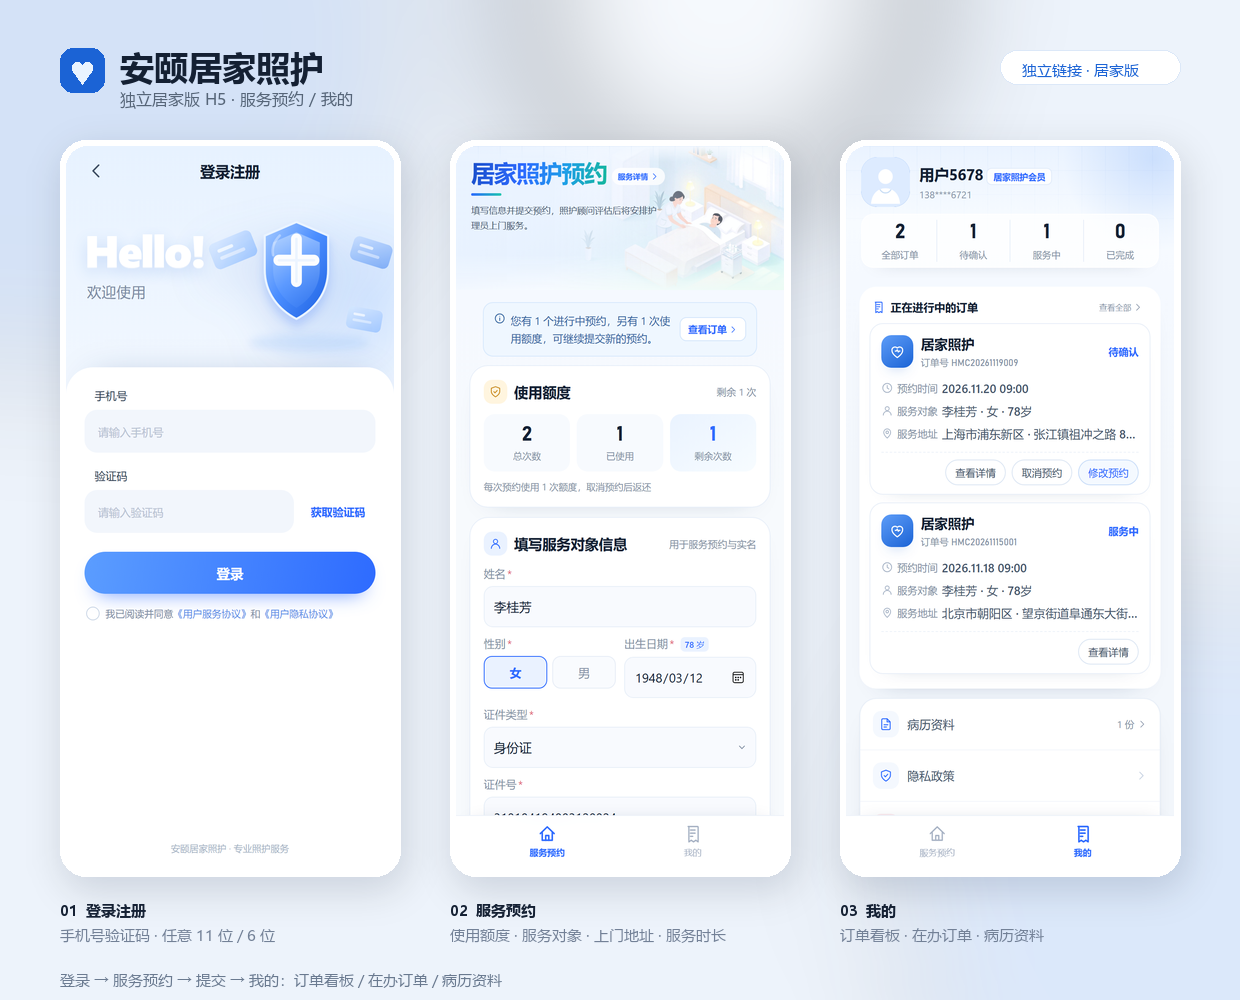 安颐居家照护
独立居家版 H5 · 服务预约 / 我的
独立链接 · 居家版
登录注册
Hello!
欢迎使用
手机号
请输入手机号
验证码
请输入验证码
获取验证码
登录
我已阅读并同意《用户服务协议》和《用户隐私协议》
安颐居家照护 · 专业照护服务
居家照护预约
服务详情
填写信息并提交预约，照护顾问评估后将安排护
理员上门服务。
您有 1 个进行中预约，另有 1 次使
用额度，可继续提交新的预约。
查看订单
使用额度
剩余 1 次
2
1
1
总次数
已使用
剩余次数
每次预约使用 1 次额度，取消预约后返还
填写服务对象信息
用于服务预约与实名
姓名*
李桂芳
性别*
出生日期*
78 岁
女
男
1948/03/12
证件类型*
身份证
证件号*
服务预约
我的
用户5678
居家照护会员
138****6721
2
1
1
0
全部订单
待确认
服务中
已完成
正在进行中的订单
查看全部
居家照护
待确认
订单号 HMC20261119009
预约时间 2026.11.20 09:00
服务对象 李桂芳 · 女 · 78岁
服务地址 上海市浦东新区 · 张江镇祖冲之路 8...
查看详情
取消预约
修改预约
居家照护
服务中
订单号 HMC20261115001
预约时间 2026.11.18 09:00
服务对象 李桂芳 · 女 · 78岁
服务地址 北京市朝阳区 · 望京街道阜通东大街...
查看详情
病历资料
1 份
隐私政策
服务预约
我的
01 登录注册
手机号验证码 · 任意 11 位 / 6 位
02 服务预约
使用额度 · 服务对象 · 上门地址 · 服务时长
03 我的
订单看板 · 在办订单 · 病历资料
登录 → 服务预约 → 提交 → 我的：订单看板 / 在办订单 / 病历资料